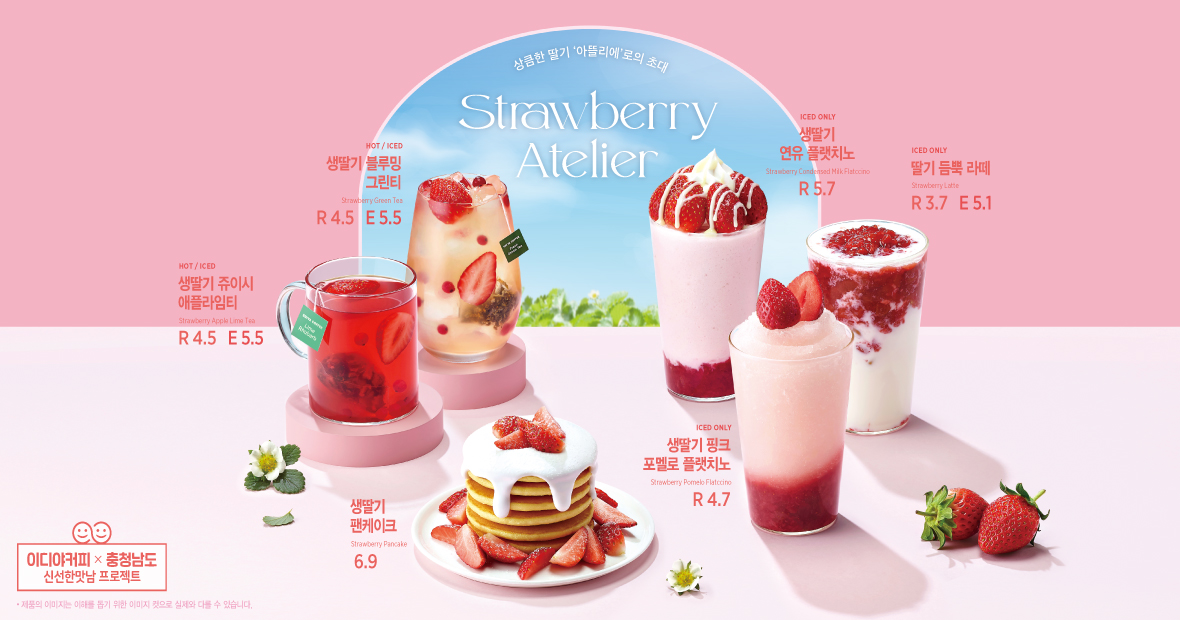 상큼한 딸기 '아뜰리에'로의 초대
Strawberry
Atelier
HOT / ICED
생딸기 블루밍
그린티
Strawberry Green Tea
R 4.5 E 5.5
HOT / ICED
생딸기 쥬이시
애플라임티
Strawberry Apple Lime Tea
R 4.5 E 5.5
ICED ONLY
생딸기
연유 플랫치노
Strawberry Condensed Milk Flatccino
R 5.7
ICED ONLY
딸기 듬뿍 라떼
Strawberry Latte
R 3.7 E 5.1
ICED ONLY
생딸기 핑크
포멜로 플랫치노
Strawberry Pomelo Flatccino
R 4.7
생딸기
팬케이크
Strawberry Pancake
6.9
이디야커피 × 충청남도
신선한맛남 프로젝트
• 제품의 이미지는 이해를 돕기 위한 이미지 컷으로 실제와 다를 수 있습니다.